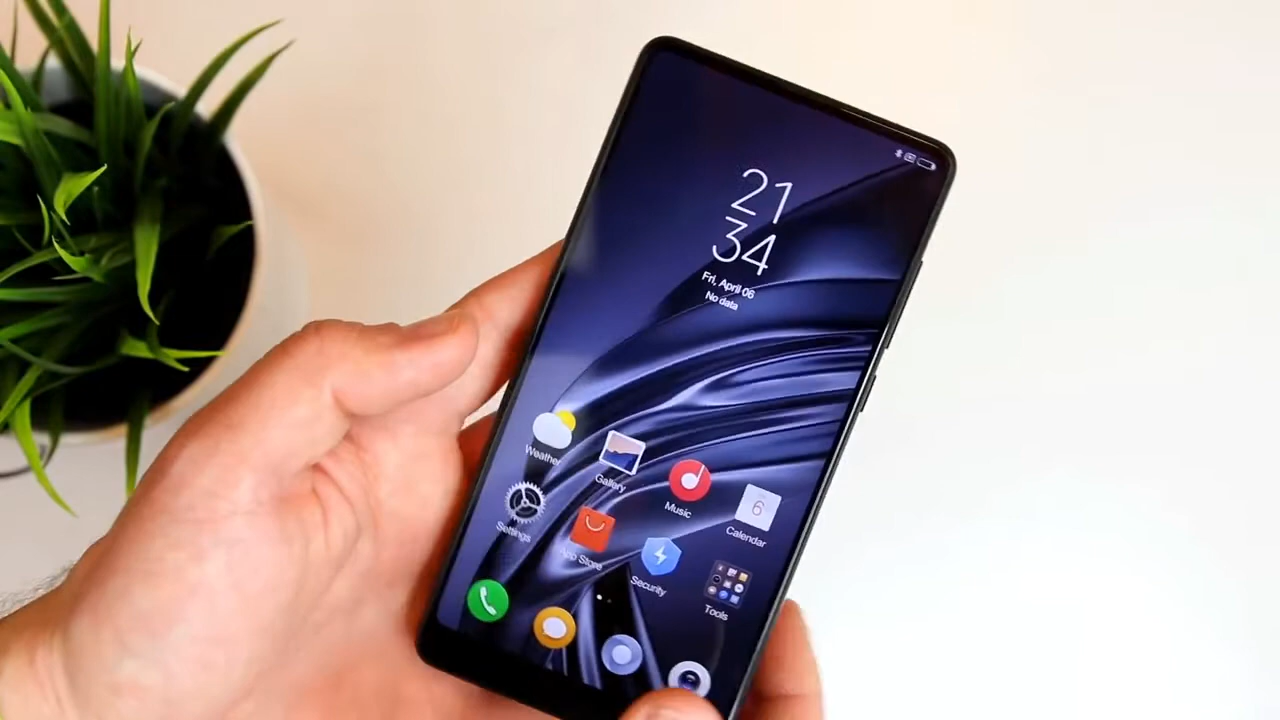 21
34
Fri, April 06
No data
Weather
Gallery
Music
6
Calendar
Settings
App Store
Security
Tools